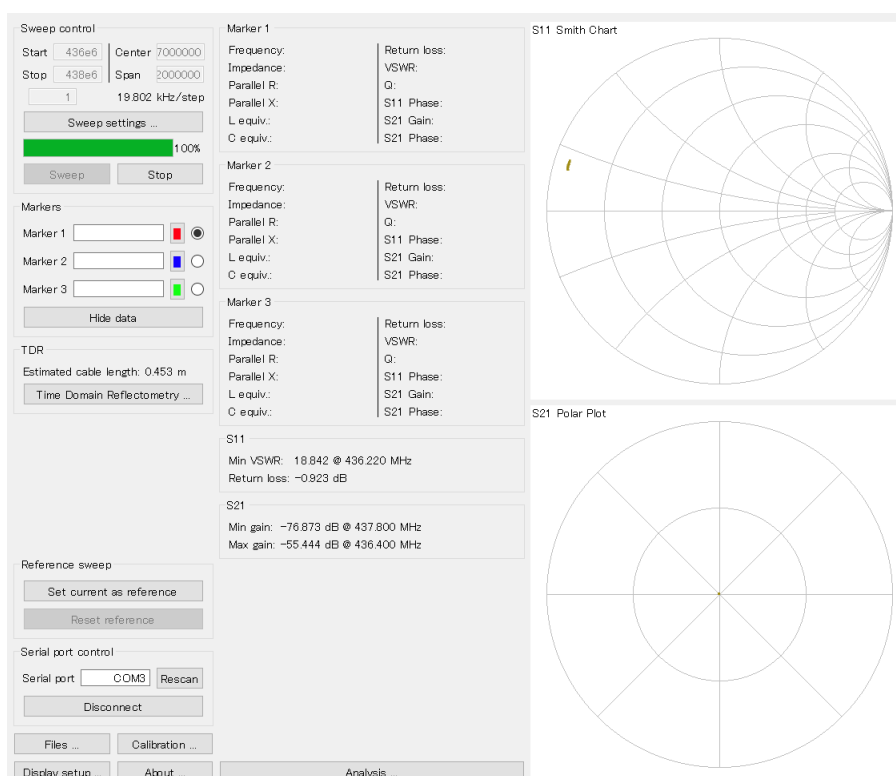 Sweep control
Start 436e6 Center 7000000
Stop 438e6 Span 2000000
1 19.802 kHz/step
Sweep settings ...
100%
Sweep Stop
Markers
Marker 1
Marker 2
Marker 3
Hide data
TDR
Estimated cable length: 0.453 m
Time Domain Reflectometry ...
Reference sweep
Set current as reference
Reset reference
Serial port control
Serial port COM3 Rescan
Disconnect
Files ... Calibration ...
Display setup ... About ...
Marker 1
Frequency: Return loss:
Impedance: VSWR:
Parallel R: Q:
Parallel X: S11 Phase:
L equiv.: S21 Gain:
C equiv.: S21 Phase:
Marker 2
Frequency: Return loss:
Impedance: VSWR:
Parallel R: Q:
Parallel X: S11 Phase:
L equiv.: S21 Gain:
C equiv.: S21 Phase:
Marker 3
Frequency: Return loss:
Impedance: VSWR:
Parallel R: Q:
Parallel X: S11 Phase:
L equiv.: S21 Gain:
C equiv.: S21 Phase:
S11
Min VSWR: 18.842 @ 436.220 MHz
Return loss: -0.923 dB
S21
Min gain: -76.873 dB @ 437.800 MHz
Max gain: -55.444 dB @ 436.400 MHz
Analysis ...
S11 Smith Chart
S21 Polar Plot